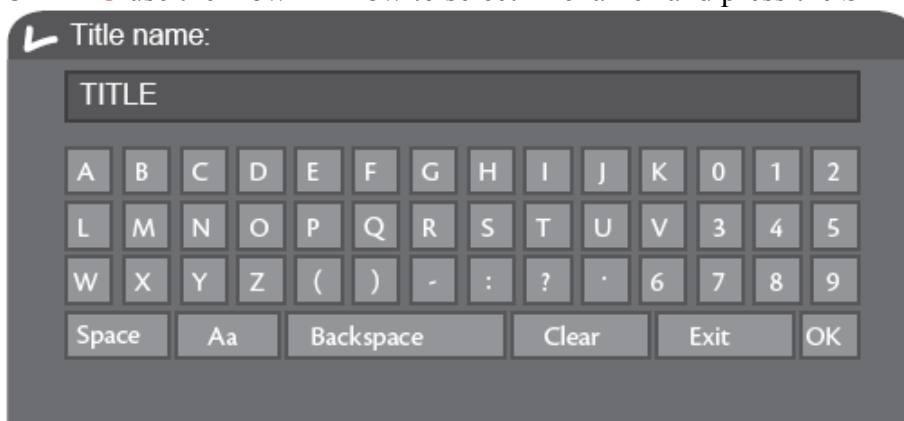 Title name:
TITLE
A B C D E F G H I J K 0 1 2
L M N O P Q R S T U V 3 4 5
W X Y Z ( ) - : ? · 6 7 8 9
Space Aa Backspace Clear Exit OK